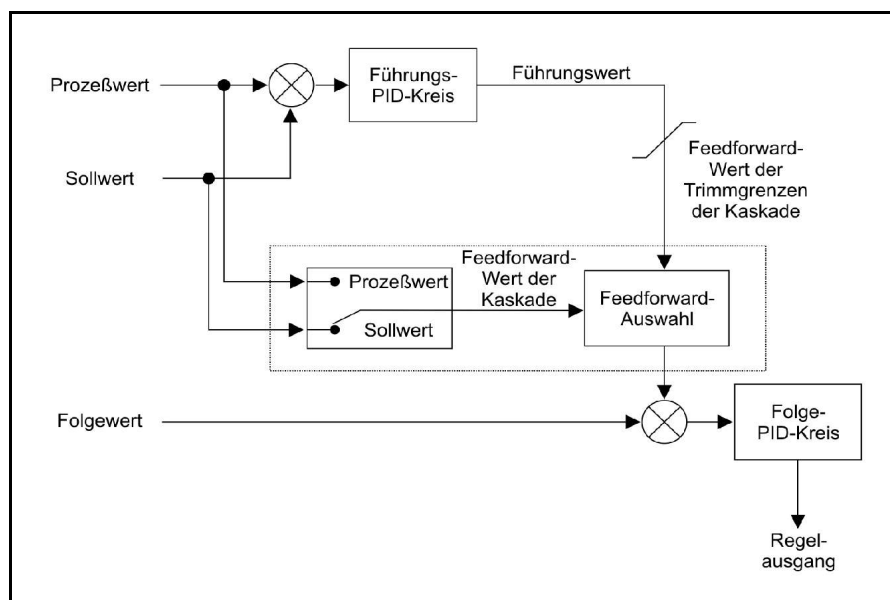 Prozeßwert
Führungs-
PID-Kreis
Führungswert
Sollwert
Feedforward-
Wert der
Trimmgrenzen
der Kaskade
Prozeßwert
Sollwert
Feedforward-
Wert der
Kaskade
Feedforward-
Auswahl
Folgewert
Folge-
PID-Kreis
Regel-
ausgang